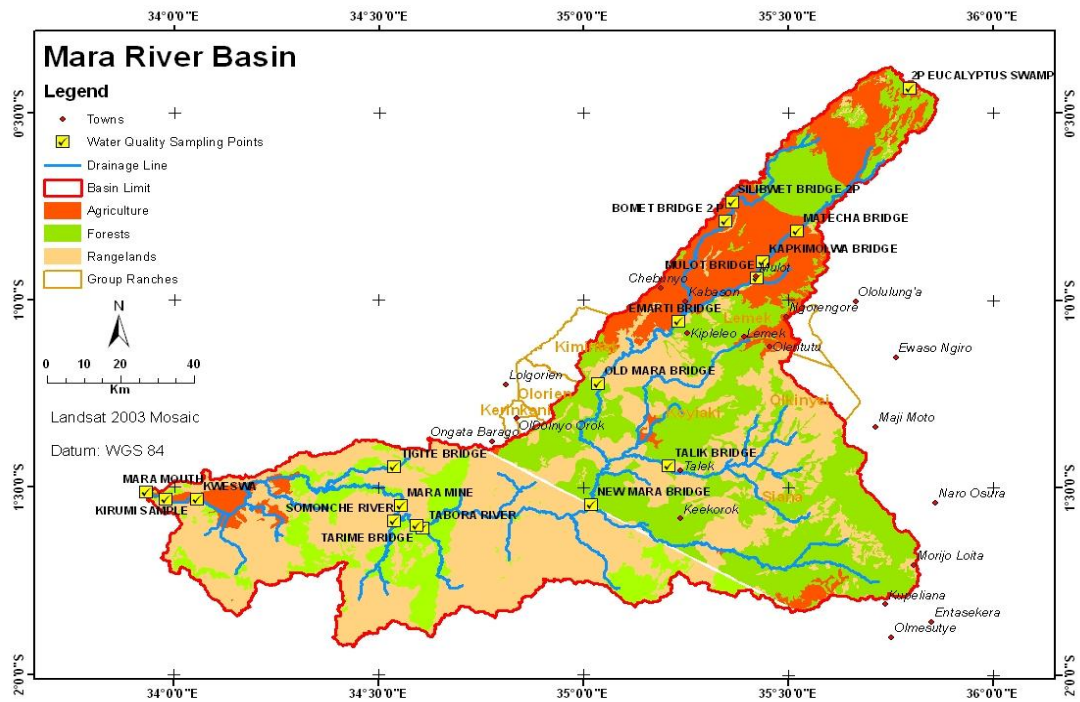 34°0'0"E 34°30'0"E 35°0'0"E 35°30'0"E 36°0'0"E
Mara River Basin
Legend
Towns
Water Quality Sampling Points
Drainage Line
Basin Limit
Agriculture
Forests
Rangelands
Group Ranches
N
0 10 20 40
Km
Landsat 2003 Mosaic
Datum: WGS 84
0°30'0"S
0°30'0"S
1°0'0"S
1°0'0"S
1°30'0"S
1°30'0"S
2°0'0"S
2°0'0"S
2P EUCALYPTUS SWAMP
SILIBWET BRIDGE 2P
BOMET BRIDGE 2P
MATECHA BRIDGE
KAPKIMOLWA BRIDGE
MULOT BRIDGE
Mulot
Chebunyo
Kabason
Ololulung'a
Ngorengore
EMARTI BRIDGE
Lemek
Kipleleo
Lemek
Olentutu
Ewaso Ngiro
OLD MARA BRIDGE
Lolgorien
Olorien
Kerinkani
Ol Doinyo Orok
Koyiaki
Olkinyei
Maji Moto
Ongata Barago
TIGITE BRIDGE
TALIK BRIDGE
Talek
MARA MOUTH
KWESWA
KIRUMI SAMPLE
SOMONCHE RIVER
MARA MINE
TABORA RIVER
TARIME BRIDGE
NEW MARA BRIDGE
Siana
Keekorok
Naro Osura
Morijo Loita
Kupeliana
Entasekera
Olmesutye
34°0'0"E 34°30'0"E 35°0'0"E 35°30'0"E 36°0'0"E